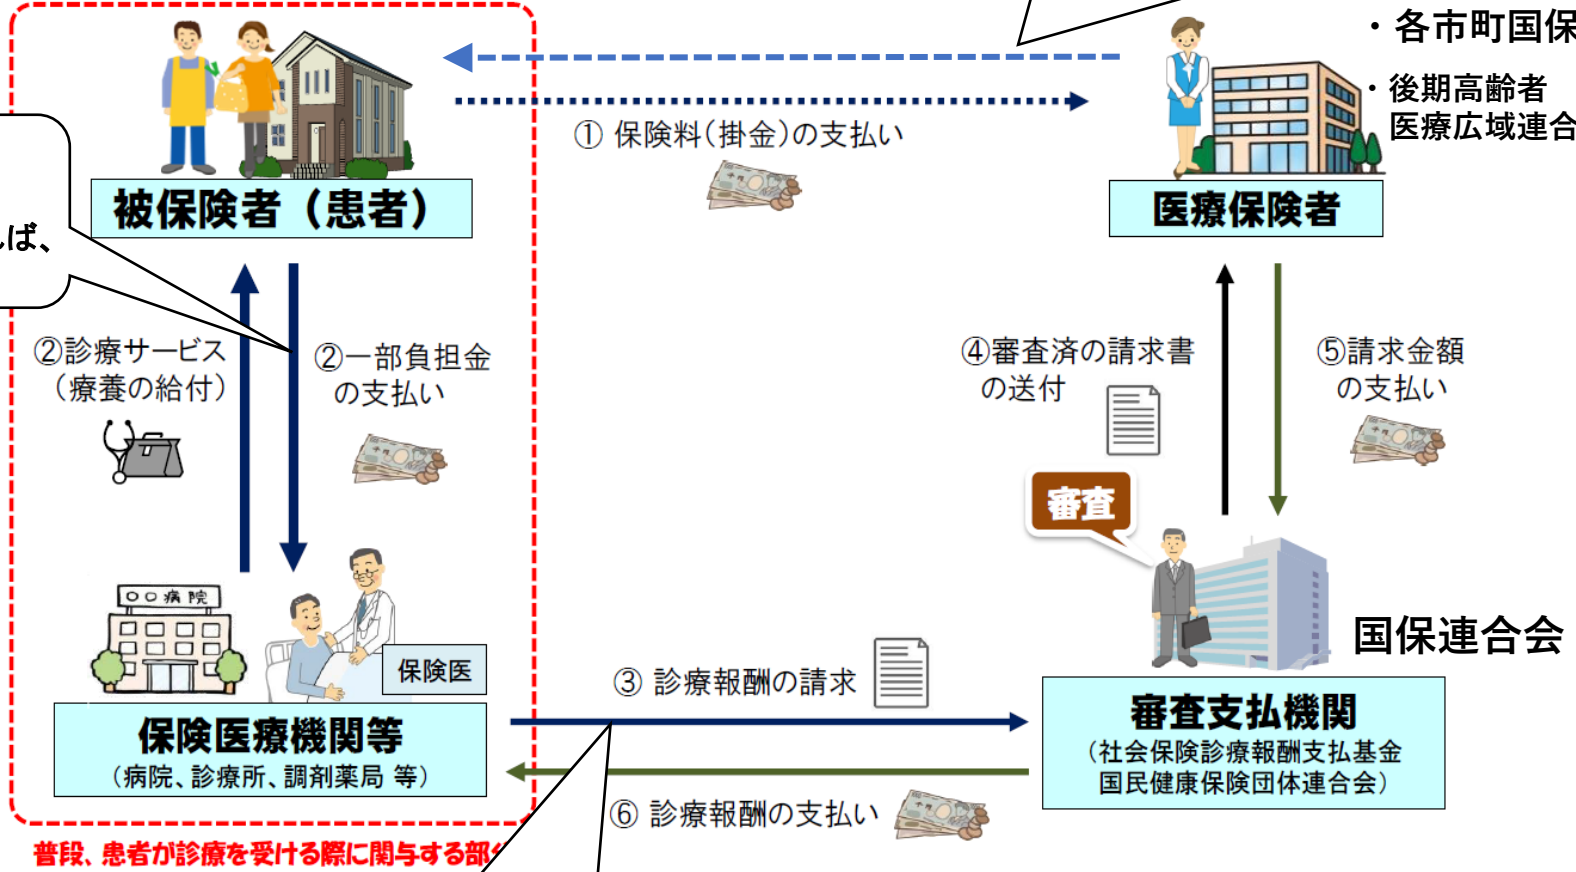 ・各市町国保
・後期高齢者
医療広域連合
① 保険料(掛金)の支払い
被保険者（患者）
医療保険者
ば、
②診療サービス
（療養の給付）
②一部負担金
の支払い
④審査済の請求書
の送付
⑤請求金額
の支払い
審査
〇〇病院
保険医
国保連合会
③ 診療報酬の請求
保険医療機関等
（病院、診療所、調剤薬局 等）
審査支払機関
（社会保険診療報酬支払基金
国民健康保険団体連合会）
⑥ 診療報酬の支払い
普段、患者が診療を受ける際に関与する部分